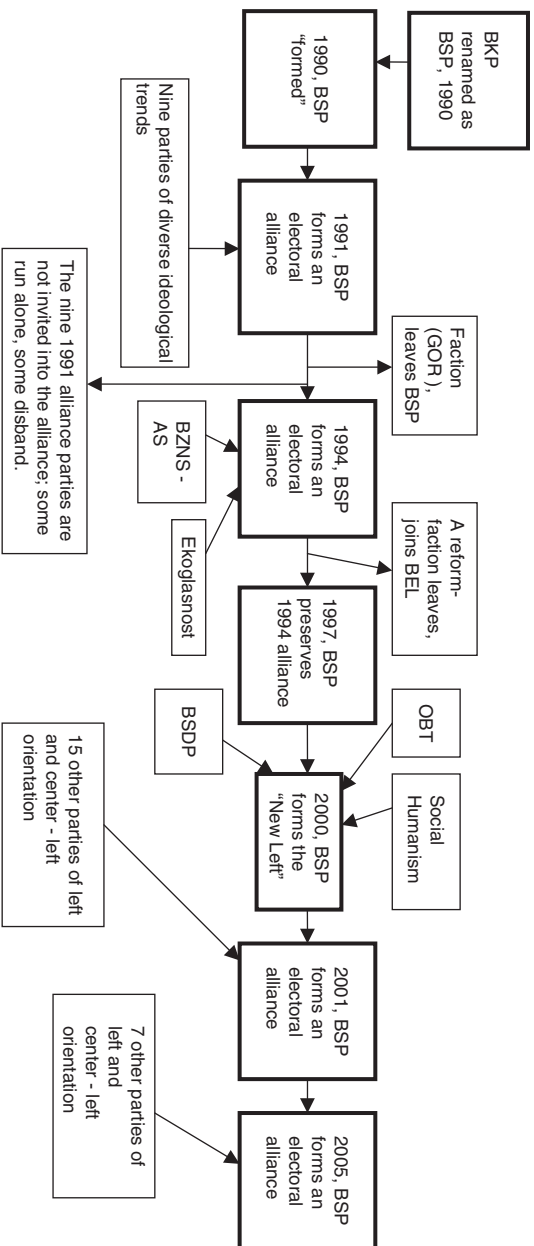 BKP
renamed as
BSP, 1990
1990, BSP
“formed”
Nine parties of diverse ideological
trends
1991, BSP
forms an
electoral
alliance
Faction
(GOR ),
leaves BSP
The nine 1991 alliance parties are
not invited into the alliance; some
run alone, some disband.
1994, BSP
forms an
electoral
alliance
BZNS -
AS
Ekoglasnost
A reform-
faction leaves,
joins BEL
1997, BSP
preserves
1994 alliance
BSDP
OBT
Social
Humanism
2000, BSP
forms the
“New Left”
15 other parties of left
and center - left
orientation
2001, BSP
forms an
electoral
alliance
7 other parties of
left and
center - left
orientation
2005, BSP
forms an
electoral
alliance